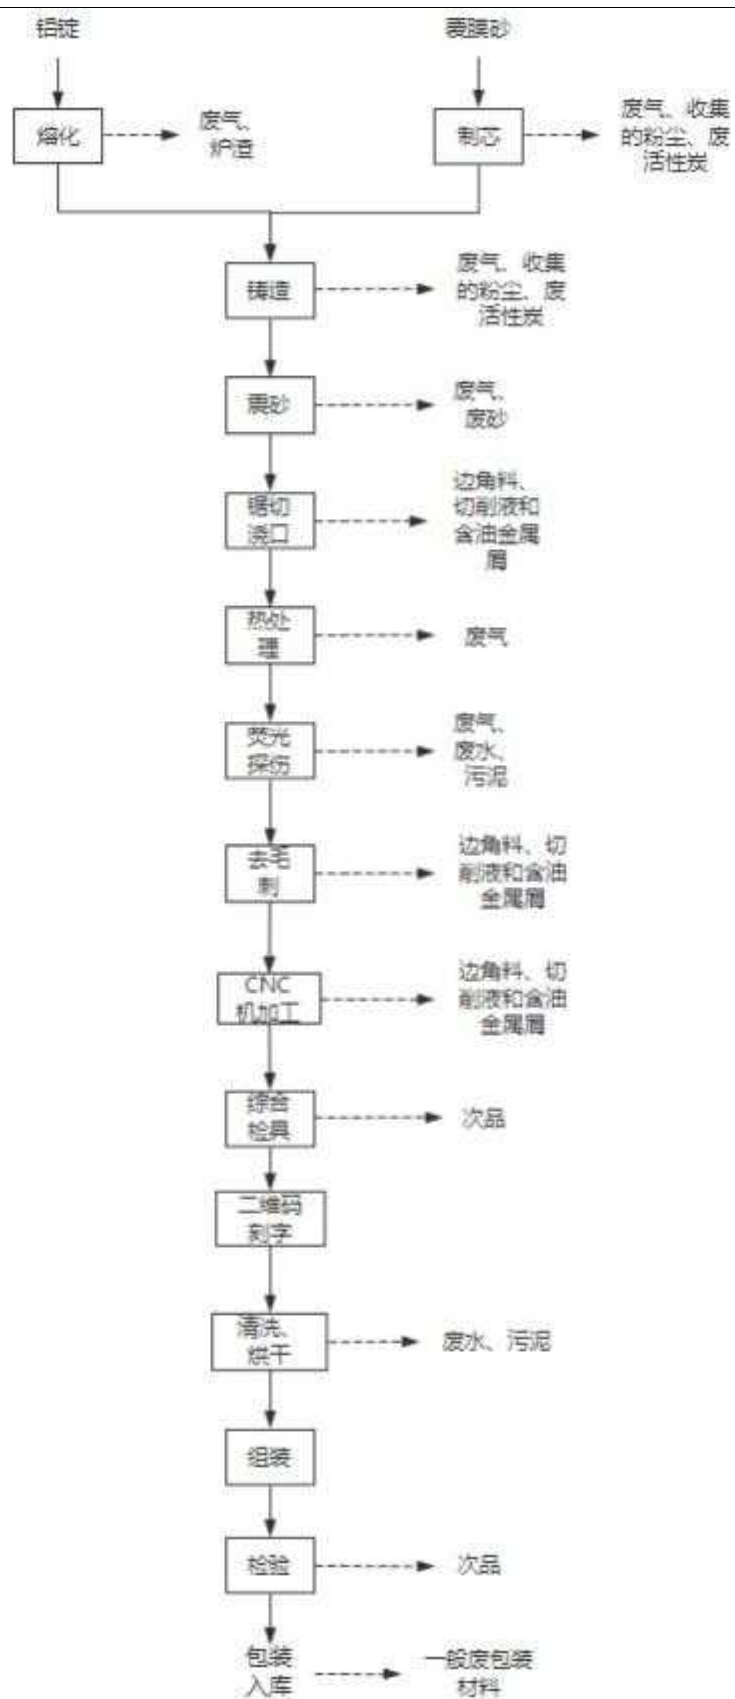 铝锭
覆膜砂
熔化
废气、
炉渣
制芯
废气、收集
的粉尘、废
活性炭
铸造
废气、收集
的粉尘、废
活性炭
震砂
废气、
废砂
锯切
浇口
边角料、
切削液和
含油金属
屑
热处
理
废气
荧光
探伤
废气、
废水、
污泥
去毛
刺
边角料、切
削液和含油
金属屑
CNC
机加工
边角料、切
削液和含油
金属屑
综合
检具
次品
二维码
刻字
清洗、
烘干
废水、污泥
组装
检验
次品
包装
入库
一般废包装
材料